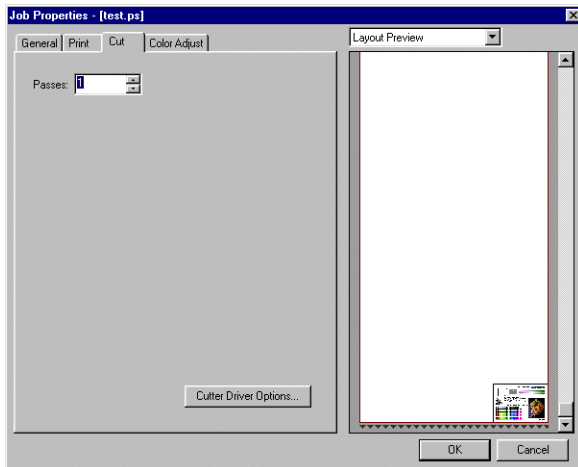 Job Properties - [test.ps]
General Print Cut Color Adjust
Layout Preview
Passes: 1
Cutter Driver Options...
OK Cancel